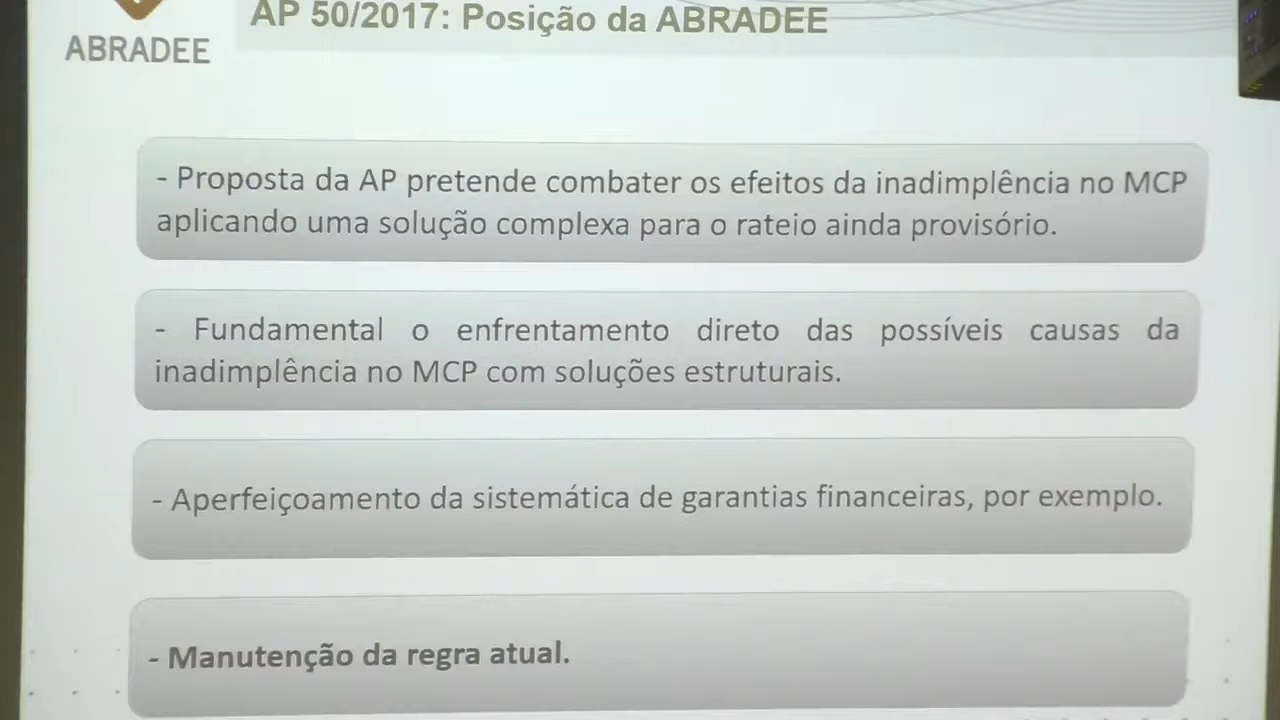 AP 50/2017: Posição da ABRADEE
ABRADEE
- Proposta da AP pretende combater os efeitos da inadimplência no MCP
aplicando uma solução complexa para o rateio ainda provisório.
- Fundamental o enfrentamento direto das possíveis causas da
inadimplência no MCP com soluções estruturais.
- Aperfeiçoamento da sistemática de garantias financeiras, por exemplo.
- Manutenção da regra atual.